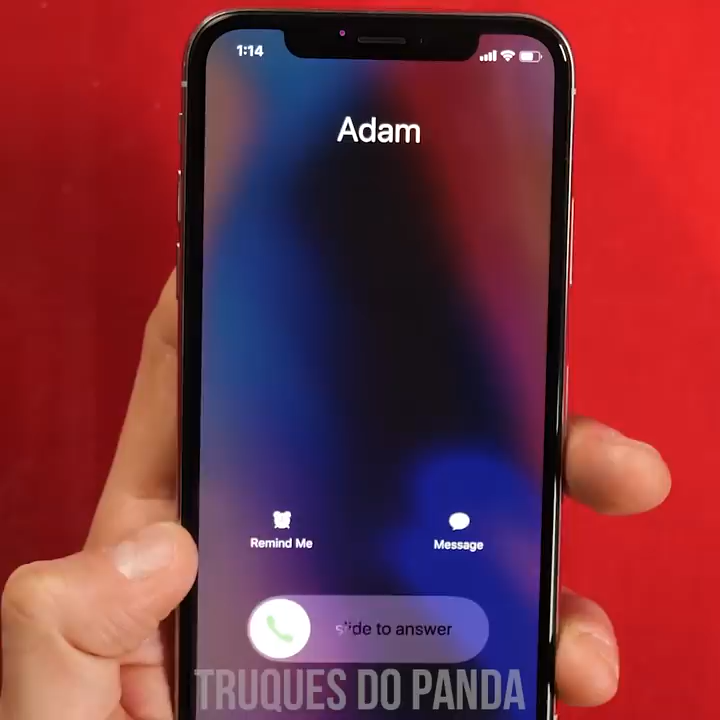 1:14
Adam
Remind Me
Message
slide to answer
TRUQUES DO PANDA